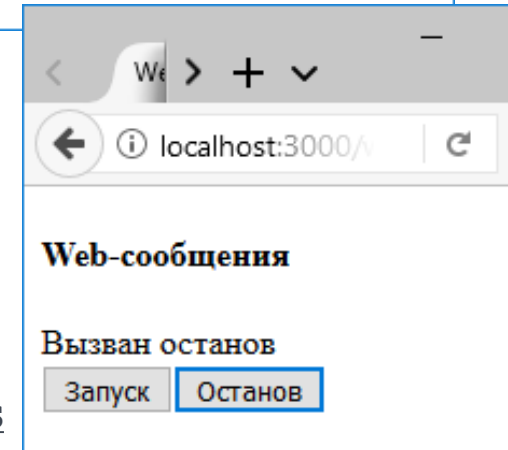 We
localhost:3000/
Web-сообщения
Вызван останов
Запуск Останов